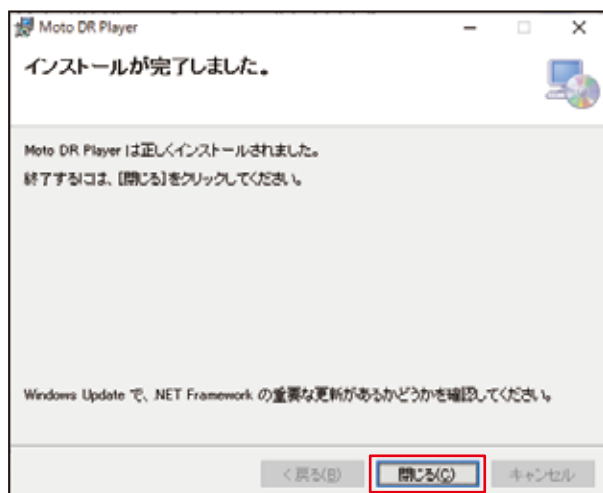 Moto DR Player
インストールが完了しました。
Moto DR Player は正しくインストールされました。
終了するには、[閉じる]をクリックしてください。
Windows Update で、.NET Framework の重要な更新があるかどうかを確認してください。
< 戻る(B) 閉じる(C) キャンセル